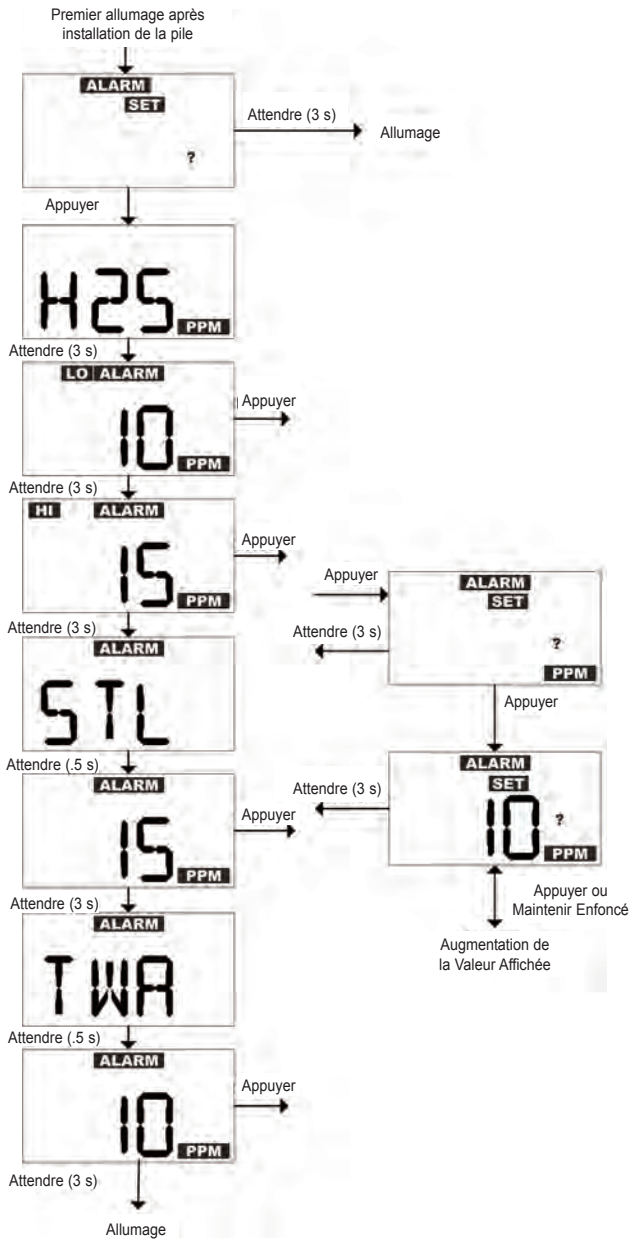 Premier allumage après
installation de la pile
ALARM
SET
?
Attendre (3 s)
Allumage
Appuyer
H2S
PPM
Attendre (3 s)
LO ALARM
10
PPM
Appuyer
Attendre (3 s)
HI ALARM
15
PPM
Appuyer
Attendre (3 s)
ALARM
STL
Attendre (.5 s)
ALARM
15
PPM
Appuyer
Attendre (3 s)
ALARM
TWA
Attendre (.5 s)
ALARM
10
PPM
Appuyer
Attendre (3 s)
Allumage
Appuyer
ALARM
SET
?
PPM
Attendre (3 s)
Appuyer
ALARM
SET
10 ?
PPM
Attendre (3 s)
Appuyer ou
Maintenir Enfoncé
Augmentation de
la Valeur Affichée